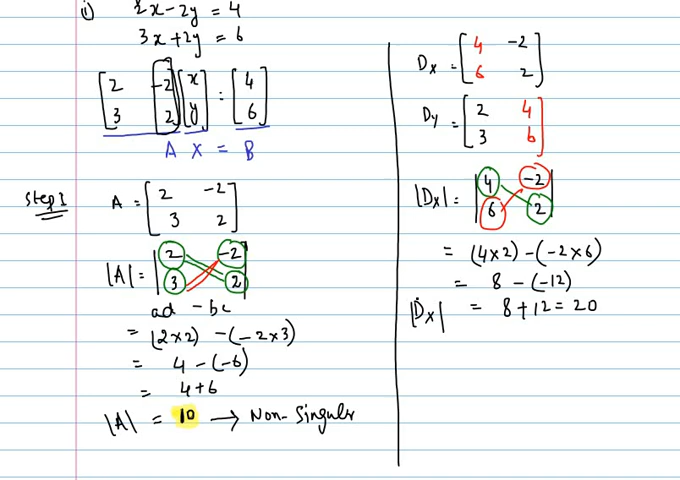 i) 2x-2y = 4
3x+2y = 6
[2 -2] [x] = [4]
[3 2] [y] [6]
A X = B
Step 1 A = [2 -2]
[3 2]
|A| = |2 -2|
|3 2|
ad - bc
= (2×2) - (-2×3)
= 4 - (-6)
= 4+6
|A| = 10 → Non-Singular
Dx = [4 -2]
[6 2]
Dy = [2 4]
[3 6]
|Dx| = |4 -2|
|6 2|
= (4×2) - (-2×6)
= 8 - (-12)
|Dx| = 8+12 = 20